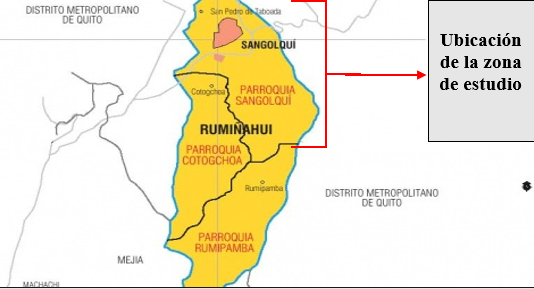 DISTRITO METROPOLITANO
DE QUITO
San Pedro de Taboada
SANGOLQUÍ
Ubicación
de la zona
de estudio
Cotogchoa
PARROQUIA
SANGOLQUÍ
RUMIÑAHUI
PARROQUIA
COTOGCHOA
Rumipamba
DISTRITO METROPOLITANO
DE QUITO
PARROQUIA
RUMIPAMBA
MEJIA
MACHACHI